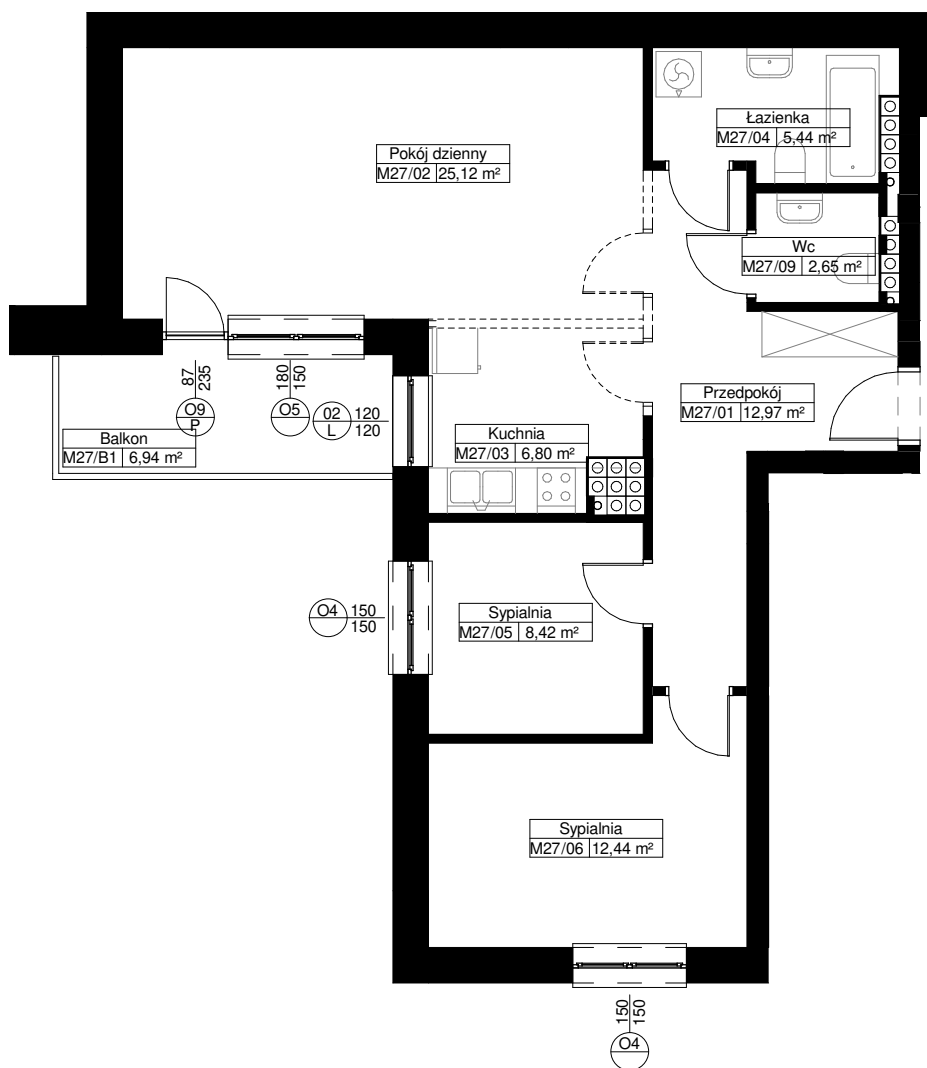 Łazienka
M27/04 5,44 m²
Pokój dzienny
M27/02 25,12 m²
Wc
M27/09 2,65 m²
87
235
O9
P
180
150
O5
02
L
120
120
Przedpokój
M27/01 12,97 m²
Balkon
M27/B1 6,94 m²
Kuchnia
M27/03 6,80 m²
O4
150
150
Sypialnia
M27/05 8,42 m²
Sypialnia
M27/06 12,44 m²
150
150
O4